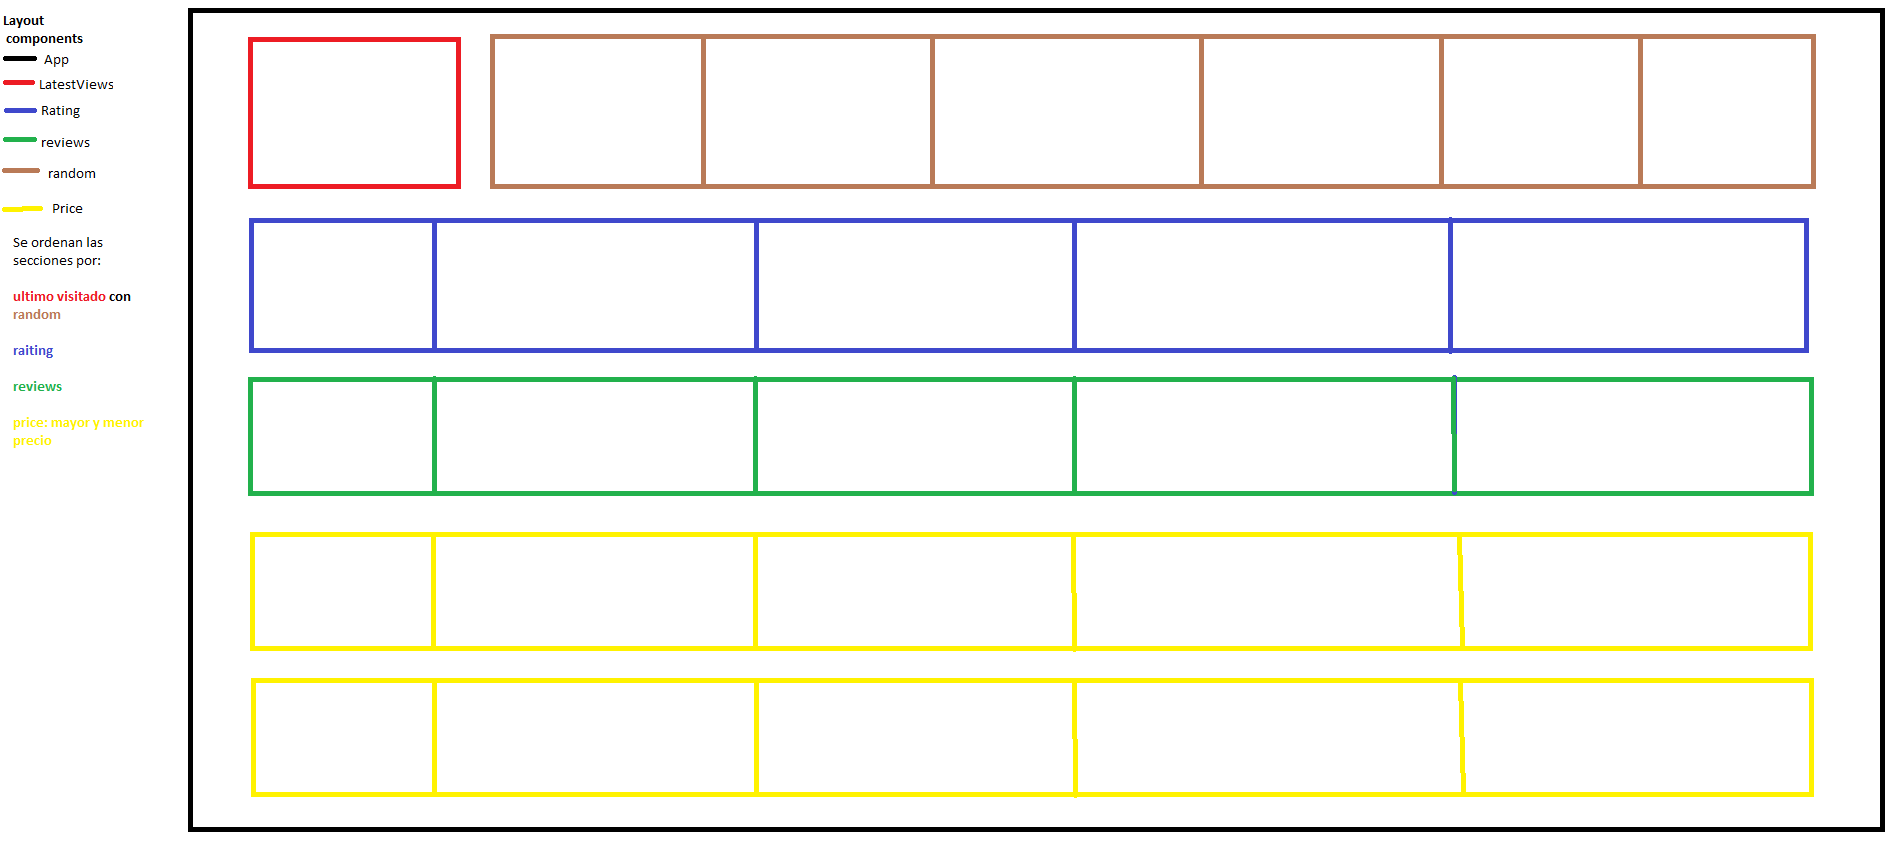 Layout
components
App
LatestViews
Rating
reviews
random
Price
Se ordenan las
secciones por:
ultimo visitado con
random
raiting
reviews
price: mayor y menor
precio